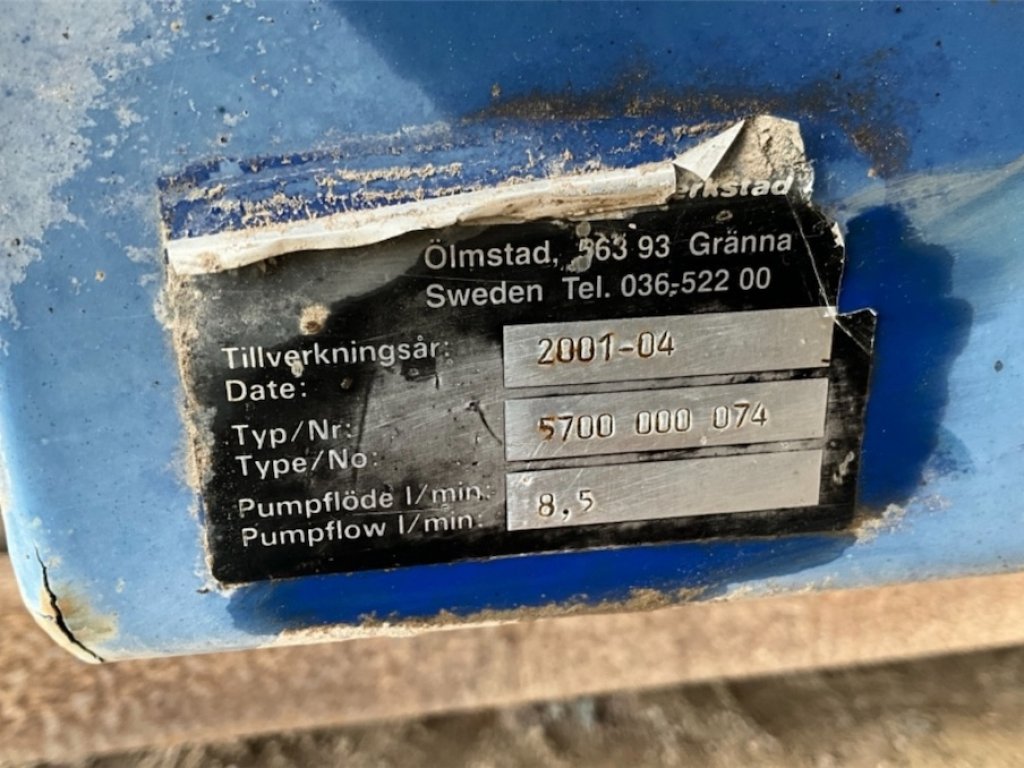 Ölmstad, 563 93 Gränna
Sweden Tel. 036-522 00
Tillverkningsår: 2001-04
Date:
Typ/Nr: 5700 000 074
Type/No:
Pumpflöde l/min: 8,5
Pumpflow l/min: